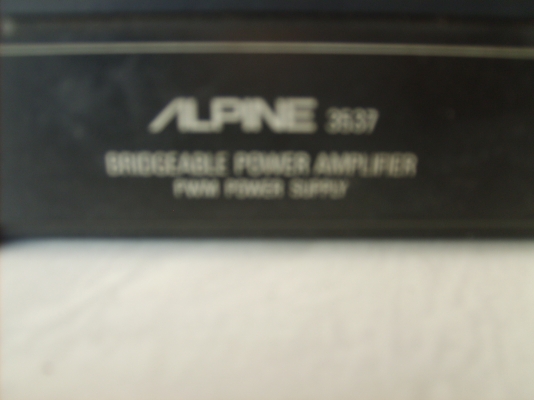 ALPINE 3537
BRIDGEABLE POWER AMPLIFIER
PWM POWER SUPPLY